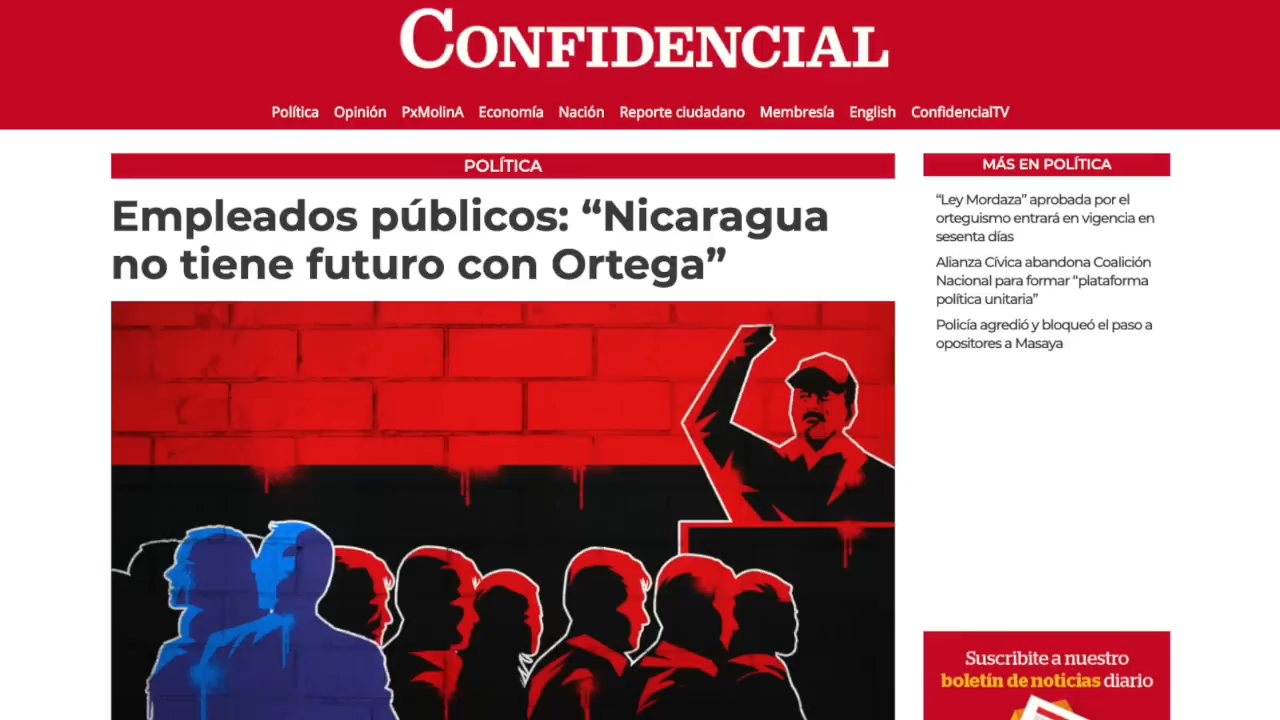 CONFIDENCIAL
Política Opinión PxMolinA Economía Nación Reporte ciudadano Membresía English ConfidencialTV
POLÍTICA
Empleados públicos: “Nicaragua
no tiene futuro con Ortega”
MÁS EN POLÍTICA
“Ley Mordaza” aprobada por el
orteguismo entrará en vigencia en
sesenta días
Alianza Cívica abandona Coalición
Nacional para formar “plataforma
política unitaria”
Policía agredió y bloqueó el paso a
opositores a Masaya
Suscribite a nuestro
boletín de noticias diario